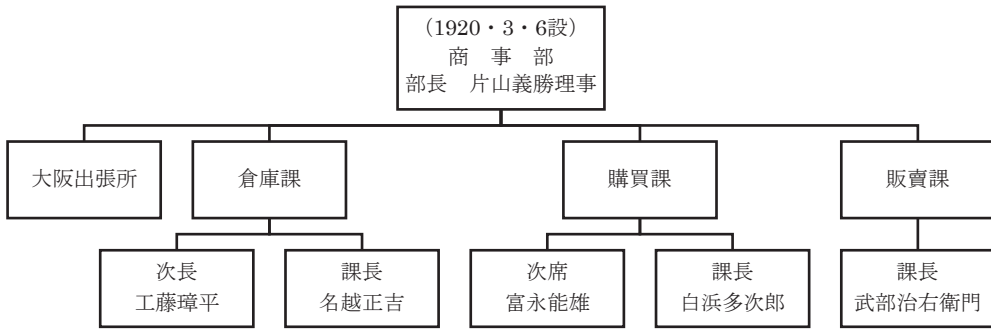 （1920・3・6設）
商　事　部
部長　片山義勝理事
大阪出張所
倉庫課
購買課
販賣課
次長
工藤璋平
課長
名越正吉
次席
富永能雄
課長
白浜多次郎
課長
武部治右衛門